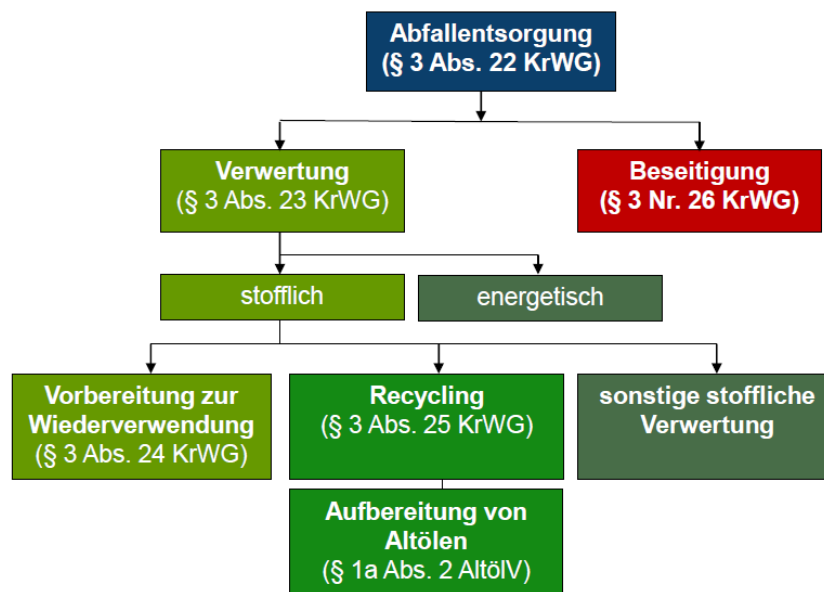 Abfallentsorgung
(§ 3 Abs. 22 KrWG)
Verwertung
(§ 3 Abs. 23 KrWG)
Beseitigung
(§ 3 Nr. 26 KrWG)
stofflich
energetisch
Vorbereitung zur
Wiederverwendung
(§ 3 Abs. 24 KrWG)
Recycling
(§ 3 Abs. 25 KrWG)
sonstige stoffliche
Verwertung
Aufbereitung von
Altölen
(§ 1a Abs. 2 AltölV)